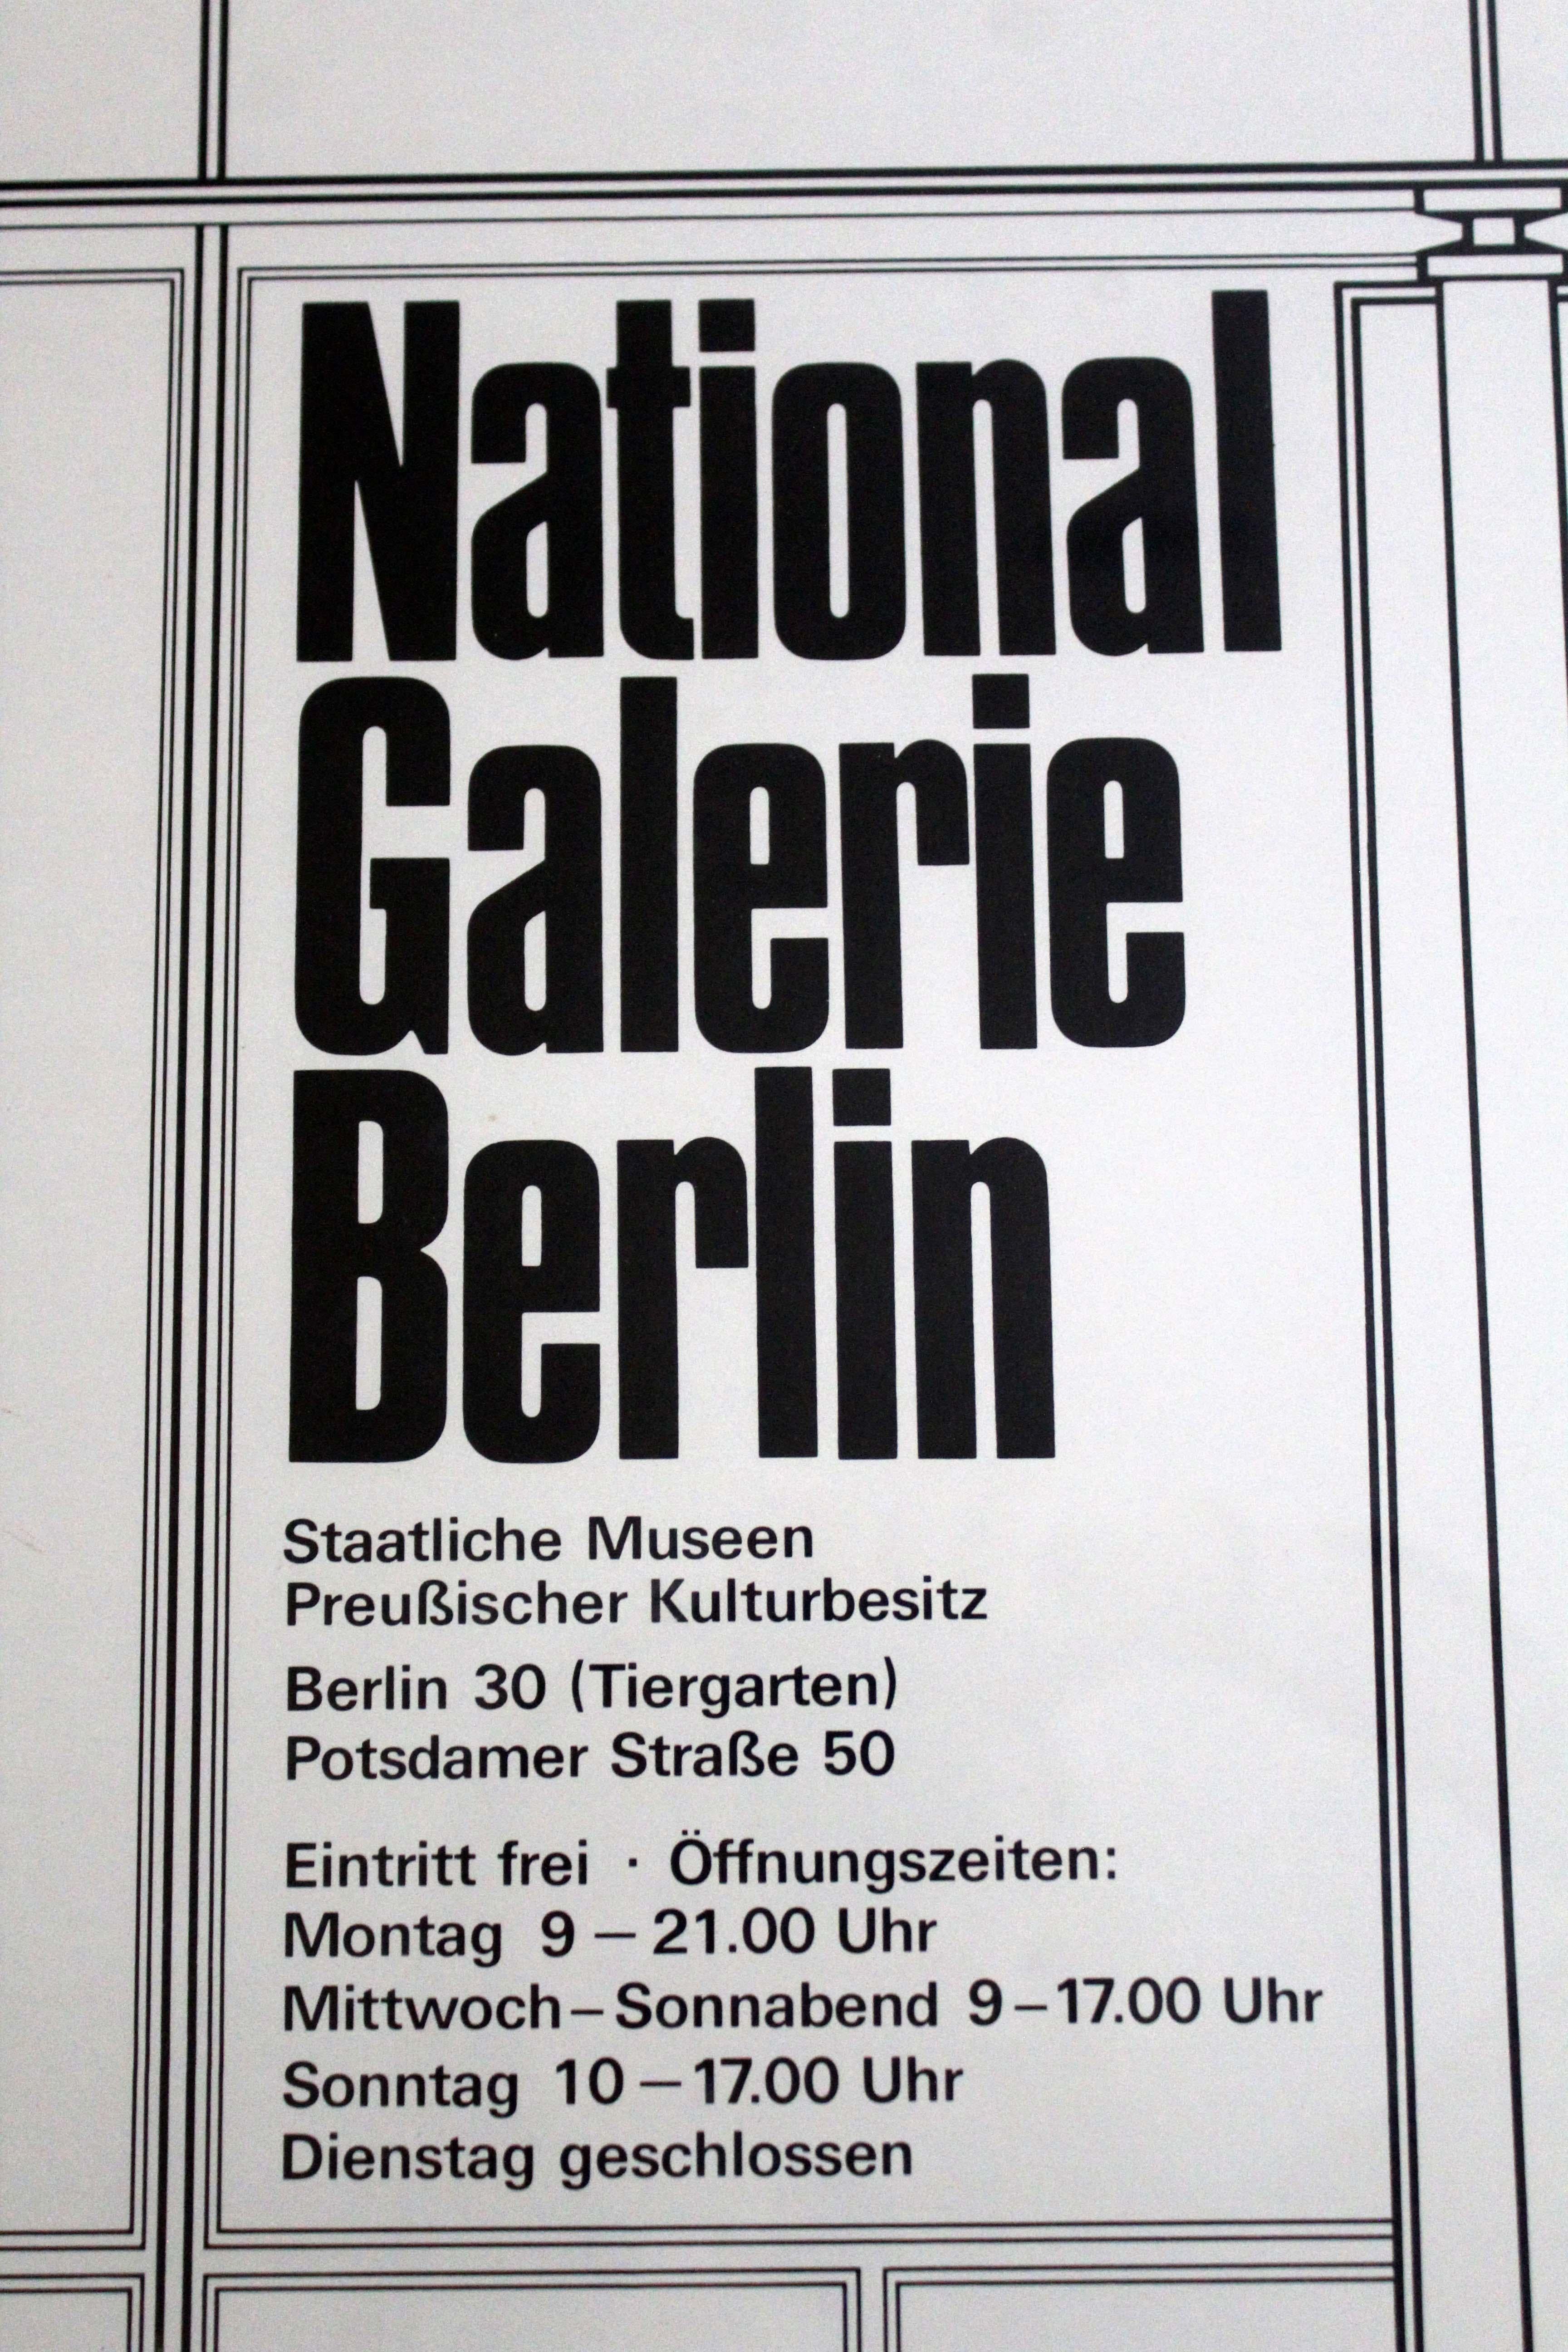 National
Galerie
Berlin
Staatliche Museen
Preußischer Kulturbesitz
Berlin 30 (Tiergarten)
Potsdamer Straße 50
Eintritt frei · Öffnungszeiten:
Montag 9 – 21.00 Uhr
Mittwoch – Sonnabend 9 – 17.00 Uhr
Sonntag 10 – 17.00 Uhr
Dienstag geschlossen